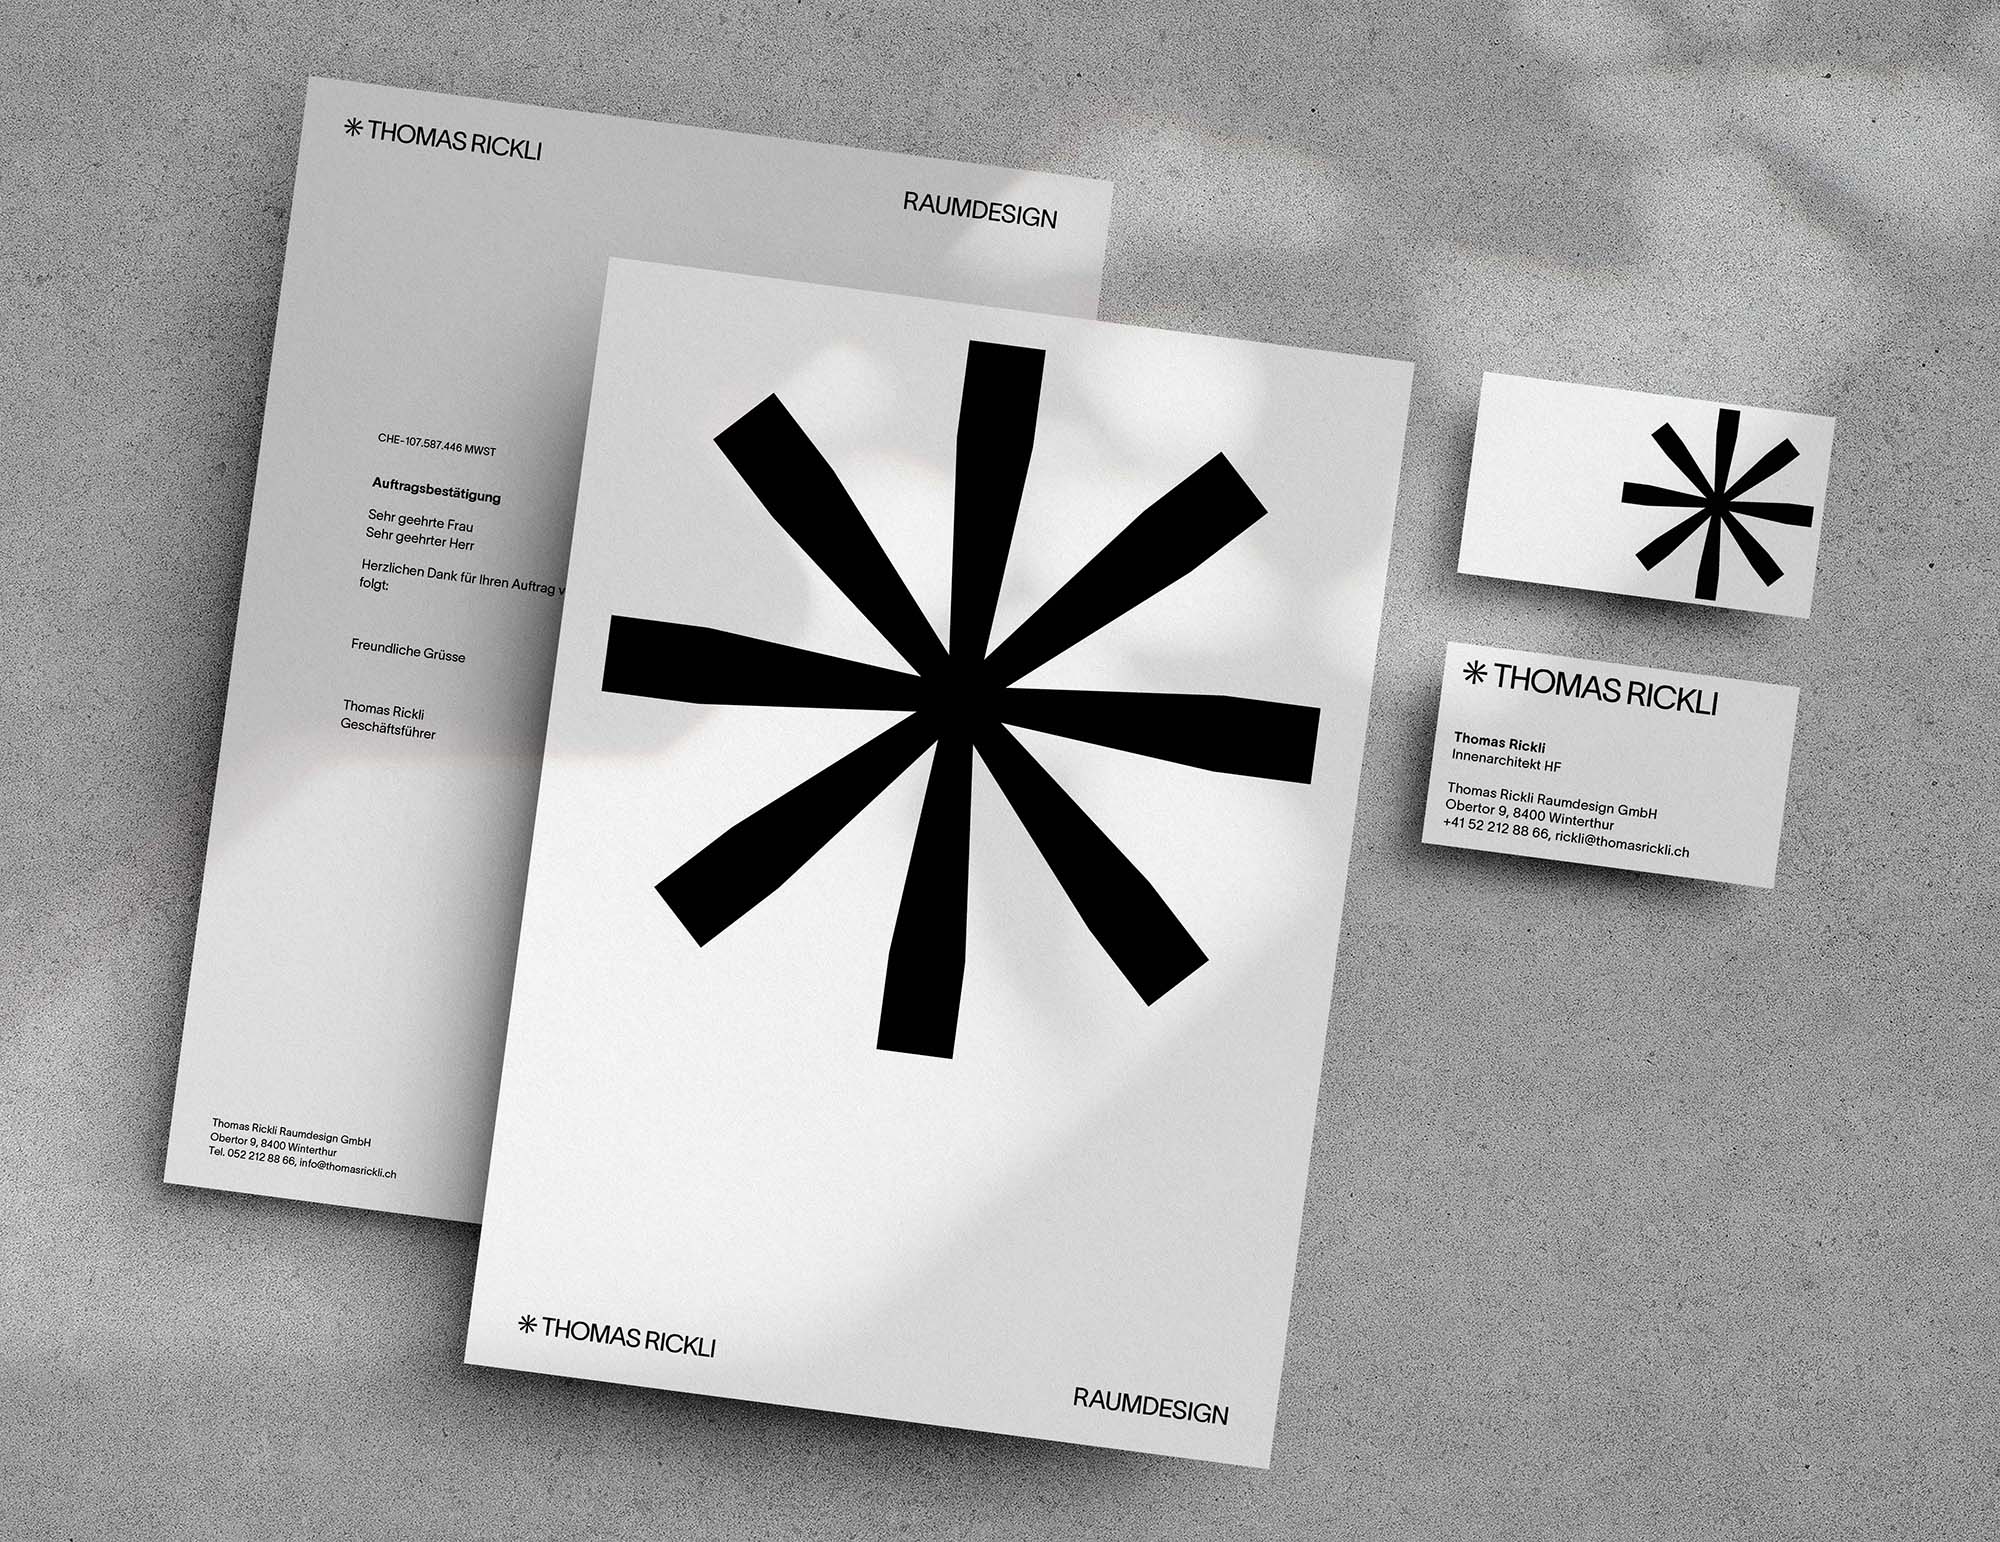 THOMAS RICKLI
RAUMDESIGN
CHE-107.587.446 MWST
Auftragsbestätigung
Sehr geehrte Frau
Sehr geehrter Herr
Herzlichen Dank für Ihren Auftrag
folgt:
Freundliche Grüsse
Thomas Rickli
Geschäftsführer
Thomas Rickli Raumdesign GmbH
Obertor 9, 8400 Winterthur
Tel. 052 212 88 66, info@thomasrickli.ch
THOMAS RICKLI
RAUMDESIGN
THOMAS RICKLI
Thomas Rickli
Innenarchitekt HF
Thomas Rickli Raumdesign GmbH
Obertor 9, 8400 Winterthur
+41 52 212 88 66, rickli@thomasrickli.ch